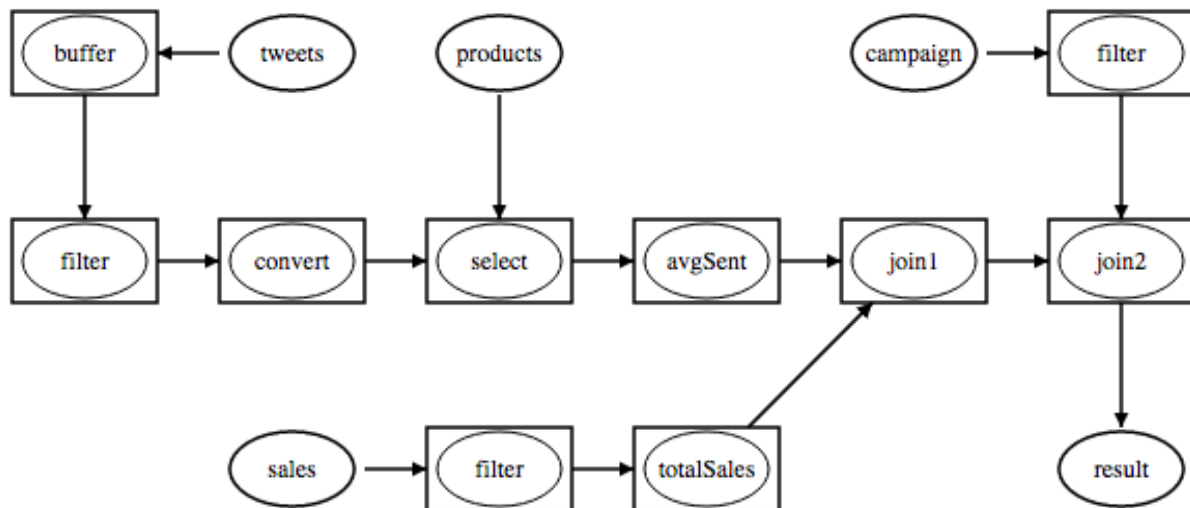 buffer
tweets
products
campaign
filter
filter
convert
select
avgSent
join1
join2
sales
filter
totalSales
result